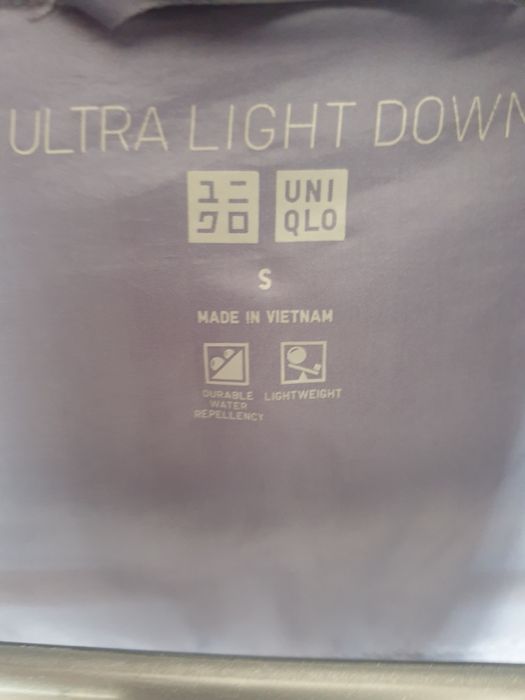 ULTRA LIGHT DOWN
ユニ
クロ
UNI
QLO
S
MADE IN VIETNAM
DURABLE
WATER
REPELLENCY
LIGHTWEIGHT